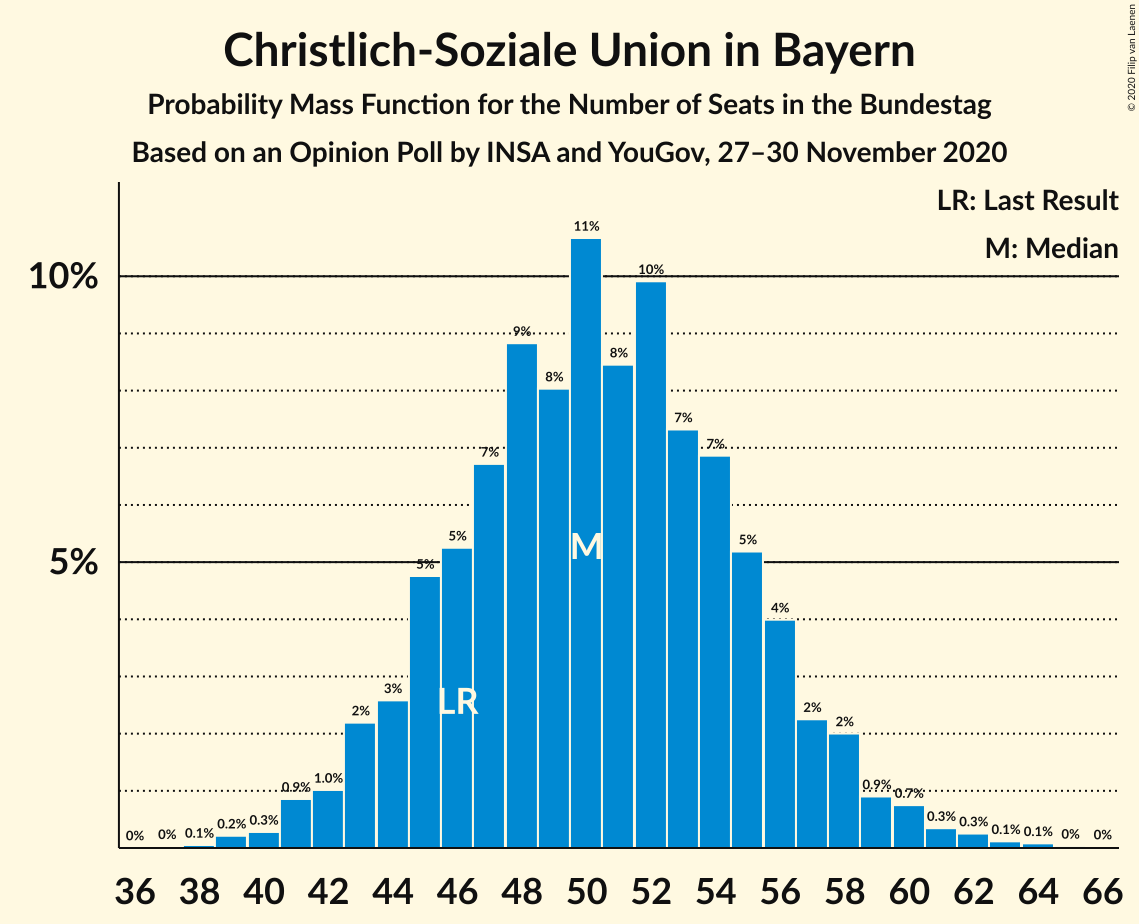 Christlich-Soziale Union in Bayern
Probability Mass Function for the Number of Seats in the Bundestag
Based on an Opinion Poll by INSA and YouGov, 27–30 November 2020
© 2020 Filip van Laenen
LR: Last Result
M: Median
10%
5%
0% 0% 0.1% 0.2% 0.3% 0.9% 1.0% 2% 3% 5% 5% 7% 9% 8% 11% 8% 10% 7% 7% 5% 4% 2% 2% 0.9% 0.7% 0.3% 0.3% 0.1% 0.1% 0% 0%
M
LR
36 38 40 42 44 46 48 50 52 54 56 58 60 62 64 66